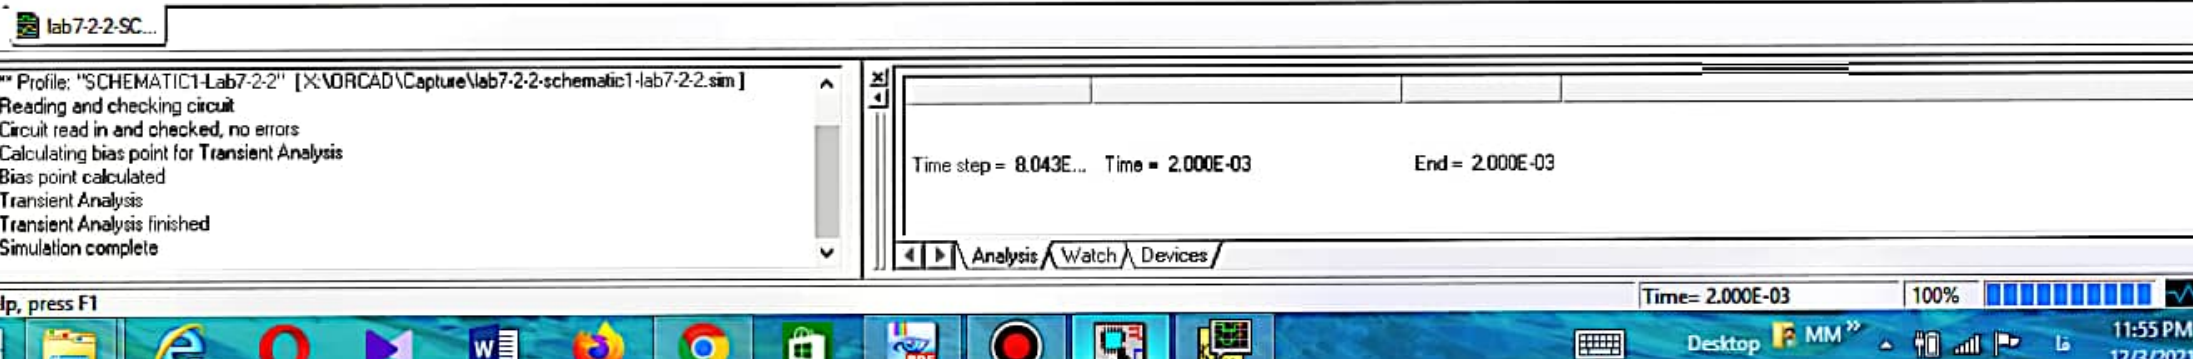 lab7-2-2-SC...
** Profile: "SCHEMATIC1-Lab7-2-2" [X:\ORCAD\Capture\lab7-2-2-schematic1-lab7-2-2.sim ]
Reading and checking circuit
Circuit read in and checked, no errors
Calculating bias point for Transient Analysis
Bias point calculated
Transient Analysis
Transient Analysis finished
Simulation complete
Time step = 8.043E... Time = 2.000E-03 End = 2.000E-03
Analysis Watch Devices
lp, press F1
Time= 2.000E-03 100%
Desktop MM
فا
11:55 PM